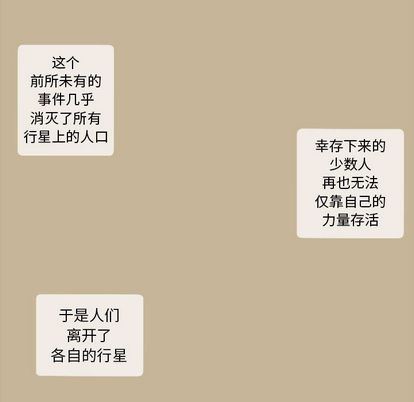 这个
前所未有的
事件几乎
消灭了所有
行星上的人口
幸存下来的
少数人
再也无法
仅靠自己的
力量存活
于是人们
离开了
各自的行星